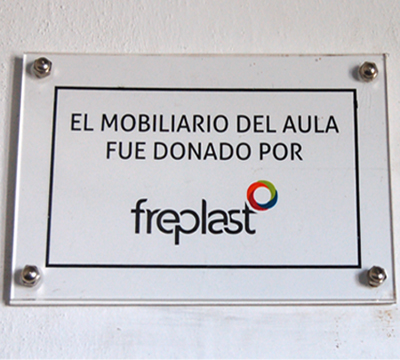 EL MOBILIARIO DEL AULA
FUE DONADO POR
freplast